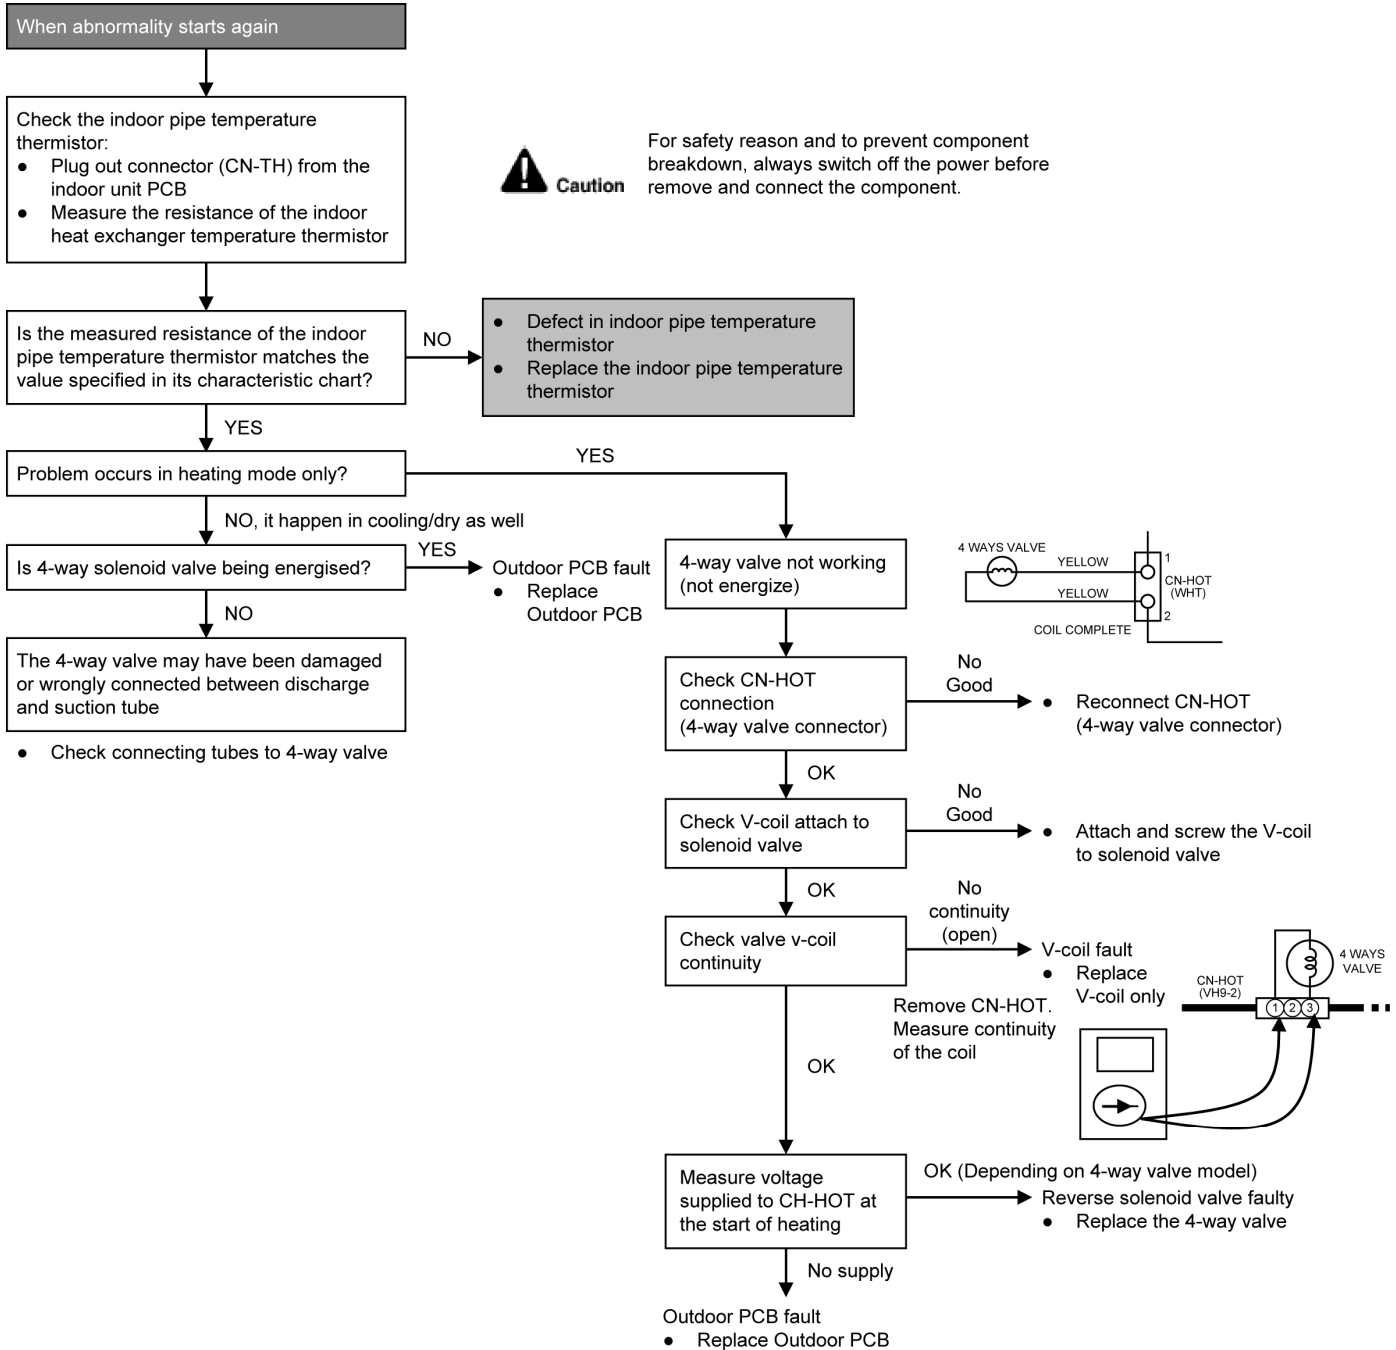 When abnormality starts again
Check the indoor pipe temperature
thermistor:
● Plug out connector (CN-TH) from the
indoor unit PCB
● Measure the resistance of the indoor
heat exchanger temperature thermistor
Caution
For safety reason and to prevent component
breakdown, always switch off the power before
remove and connect the component.
Is the measured resistance of the indoor
pipe temperature thermistor matches the
value specified in its characteristic chart?
NO
● Defect in indoor pipe temperature
thermistor
● Replace the indoor pipe temperature
thermistor
YES
Problem occurs in heating mode only?
YES
NO, it happen in cooling/dry as well
Is 4-way solenoid valve being energised?
YES
Outdoor PCB fault
● Replace
Outdoor PCB
NO
The 4-way valve may have been damaged
or wrongly connected between discharge
and suction tube
● Check connecting tubes to 4-way valve
4-way valve not working
(not energize)
4 WAYS VALVE
YELLOW
YELLOW
1
CN-HOT
(WHT)
2
COIL COMPLETE
Check CN-HOT
connection
(4-way valve connector)
No
Good
● Reconnect CN-HOT
(4-way valve connector)
OK
Check V-coil attach to
solenoid valve
No
Good
● Attach and screw the V-coil
to solenoid valve
OK
Check valve v-coil
continuity
No
continuity
(open)
V-coil fault
● Replace
V-coil only
Remove CN-HOT.
Measure continuity
of the coil
CN-HOT
(VH9-2)
4 WAYS
VALVE
1 2 3
OK
Measure voltage
supplied to CH-HOT at
the start of heating
OK (Depending on 4-way valve model)
Reverse solenoid valve faulty
● Replace the 4-way valve
No supply
Outdoor PCB fault
● Replace Outdoor PCB